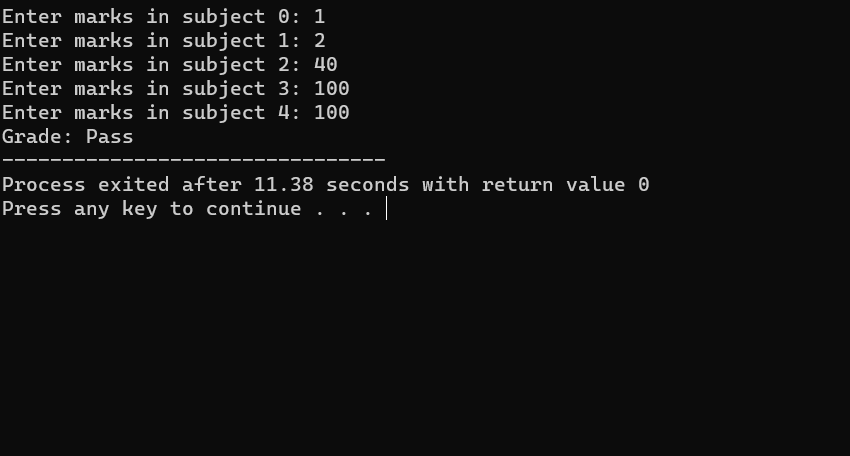 Enter marks in subject 0: 1
Enter marks in subject 1: 2
Enter marks in subject 2: 40
Enter marks in subject 3: 100
Enter marks in subject 4: 100
Grade: Pass
--------------------------------
Process exited after 11.38 seconds with return value 0
Press any key to continue . . .